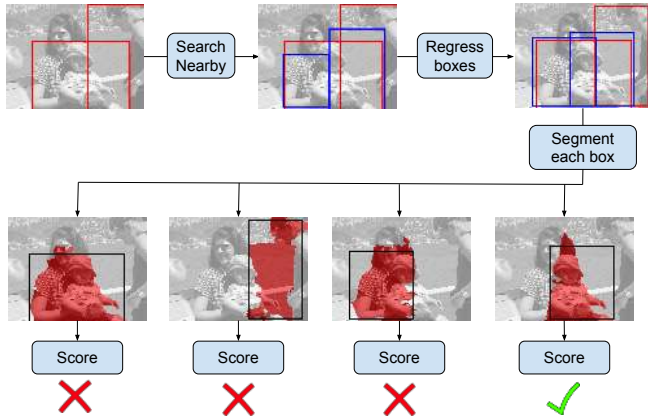 Search
Nearby
Regress
boxes
Segment
each box
Score
Score
Score
Score